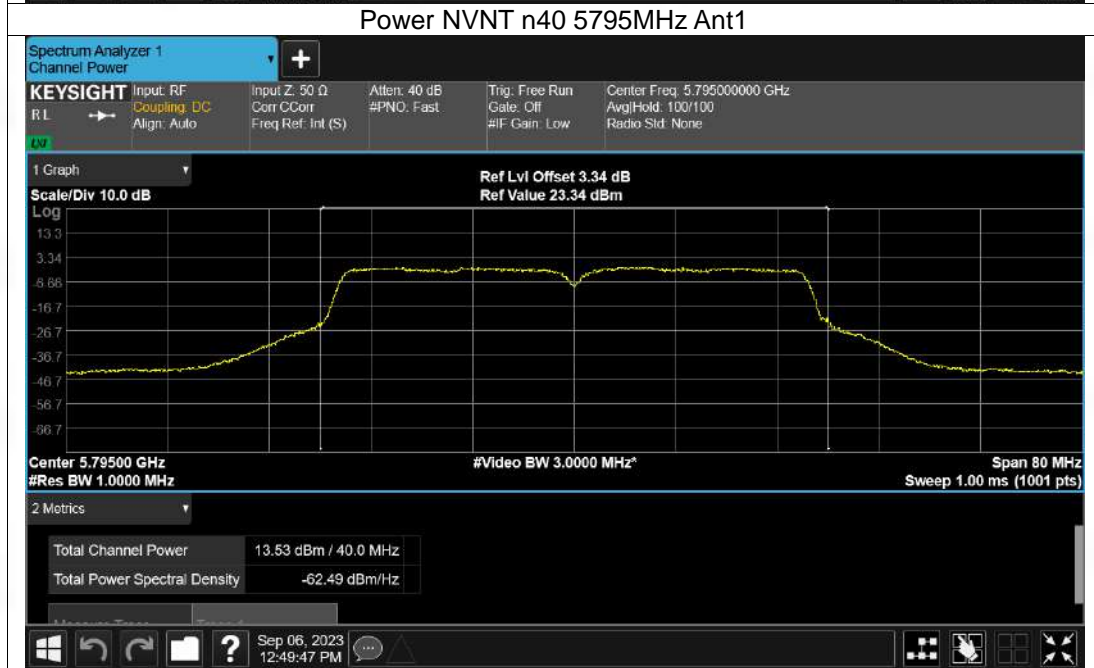 Power NVNT n40 5795MHz Ant1
Spectrum Analyzer 1
Channel Power
KEYSIGHT
RL
Input: RF
Coupling: DC
Align: Auto
Input Z: 50 Ω
Corr CCorr
Freq Ref: Int (S)
Atten: 40 dB
#PNO: Fast
Trig: Free Run
Gate: Off
#IF Gain: Low
Center Freq: 5.795000000 GHz
Avg|Hold: 100/100
Radio Std: None
LXI
1 Graph
Scale/Div 10.0 dB
Ref Lvl Offset 3.34 dB
Ref Value 23.34 dBm
Log
13.3
3.34
-6.66
-16.7
-26.7
-36.7
-46.7
-56.7
-66.7
Center 5.79500 GHz
#Res BW 1.0000 MHz
#Video BW 3.0000 MHz*
Span 80 MHz
Sweep 1.00 ms (1001 pts)
2 Metrics
Total Channel Power 13.53 dBm / 40.0 MHz
Total Power Spectral Density -62.49 dBm/Hz
Sep 06, 2023
12:49:47 PM